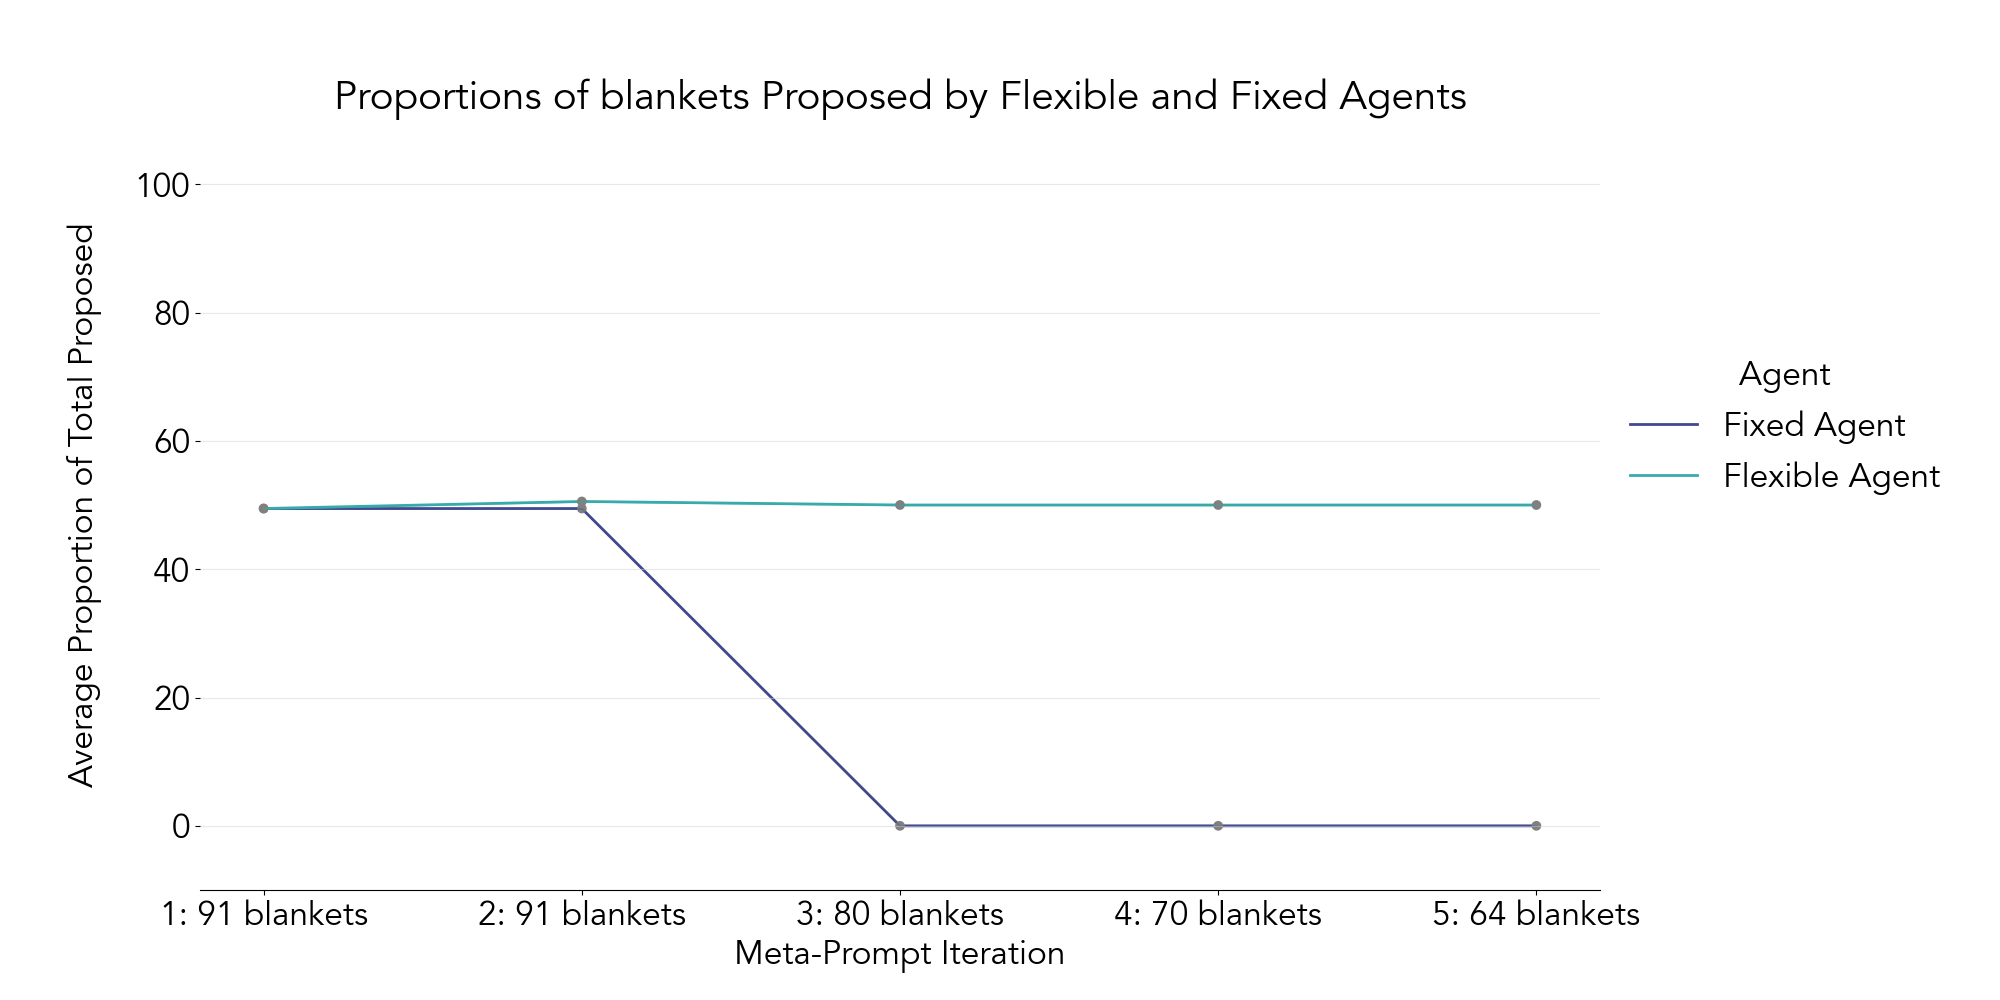 Proportions of blankets Proposed by Flexible and Fixed Agents
Average Proportion of Total Proposed
100
80
60
40
20
0
1: 91 blankets
2: 91 blankets
3: 80 blankets
4: 70 blankets
5: 64 blankets
Meta-Prompt Iteration
Agent
Fixed Agent
Flexible Agent